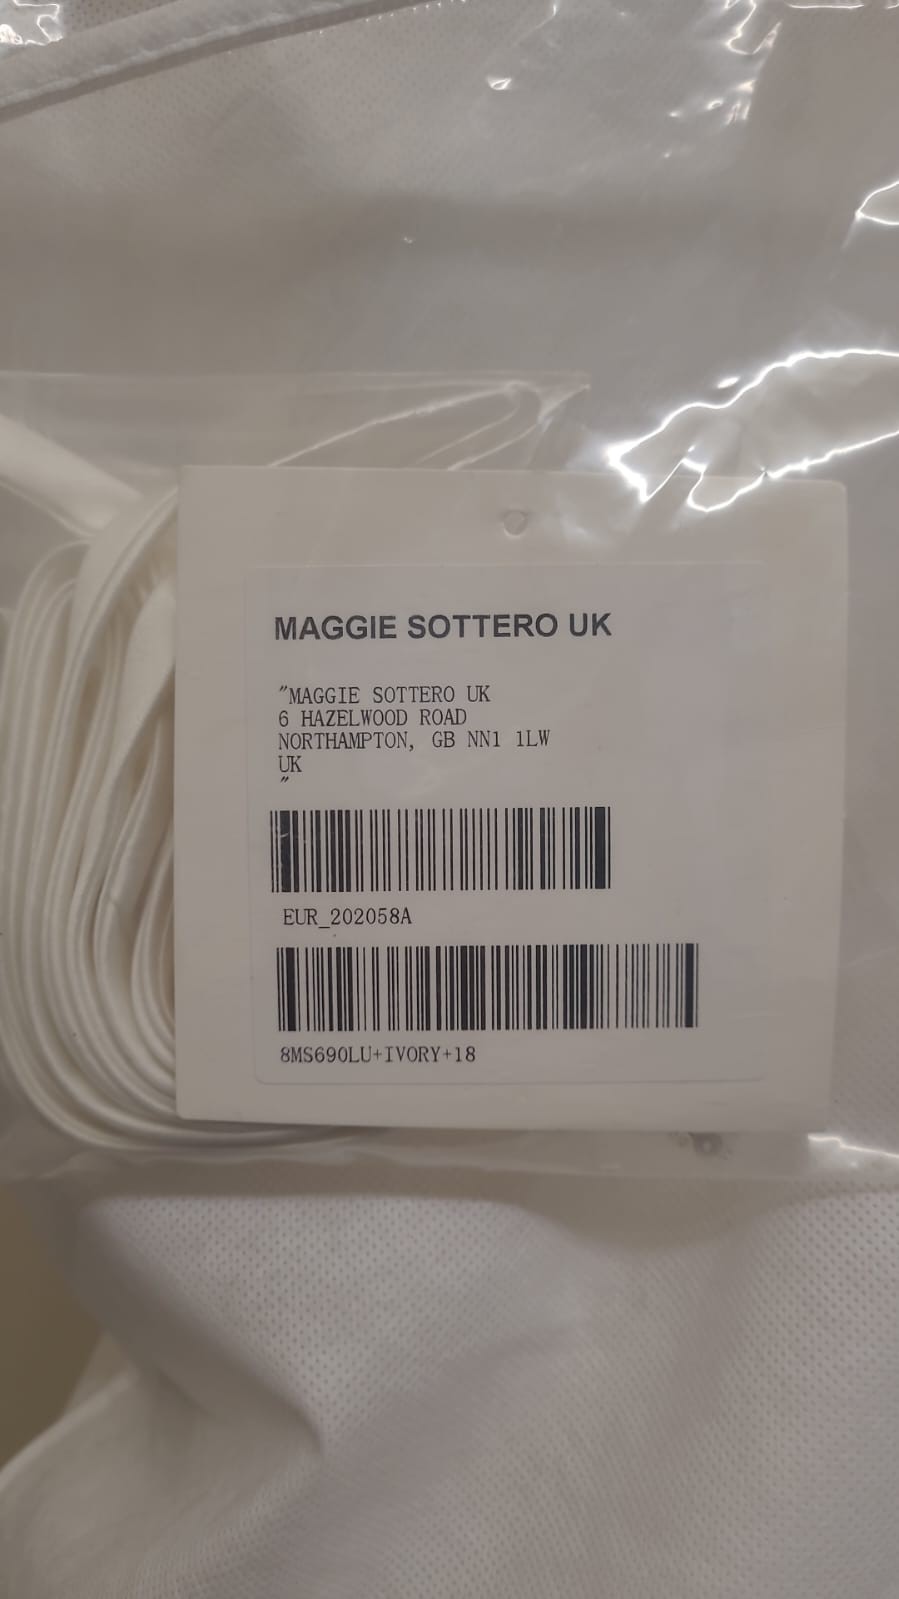 MAGGIE SOTTERO UK
"MAGGIE SOTTERO UK
6 HAZELWOOD ROAD
NORTHAMPTON, GB NN1 1LW
UK
"
EUR_202058A
8MS690LU+IVORY+18